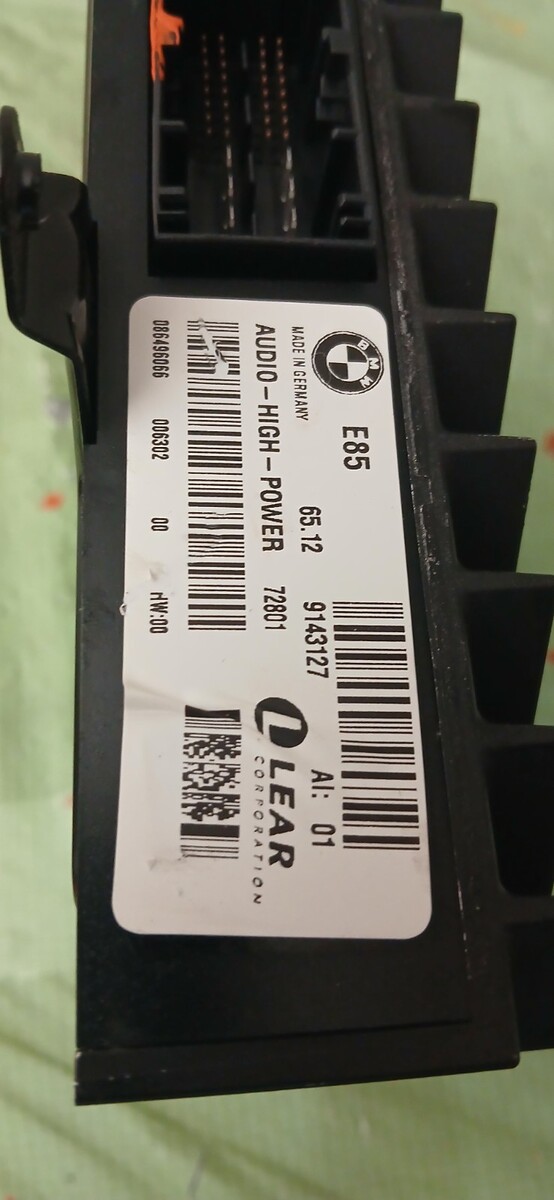 BMW
E85
MADE IN GERMANY 65.12 9143127 AI: 01
AUDIO-HIGH-POWER 72801
LEAR
CORPORATION
086496066 006302 00 HW:00